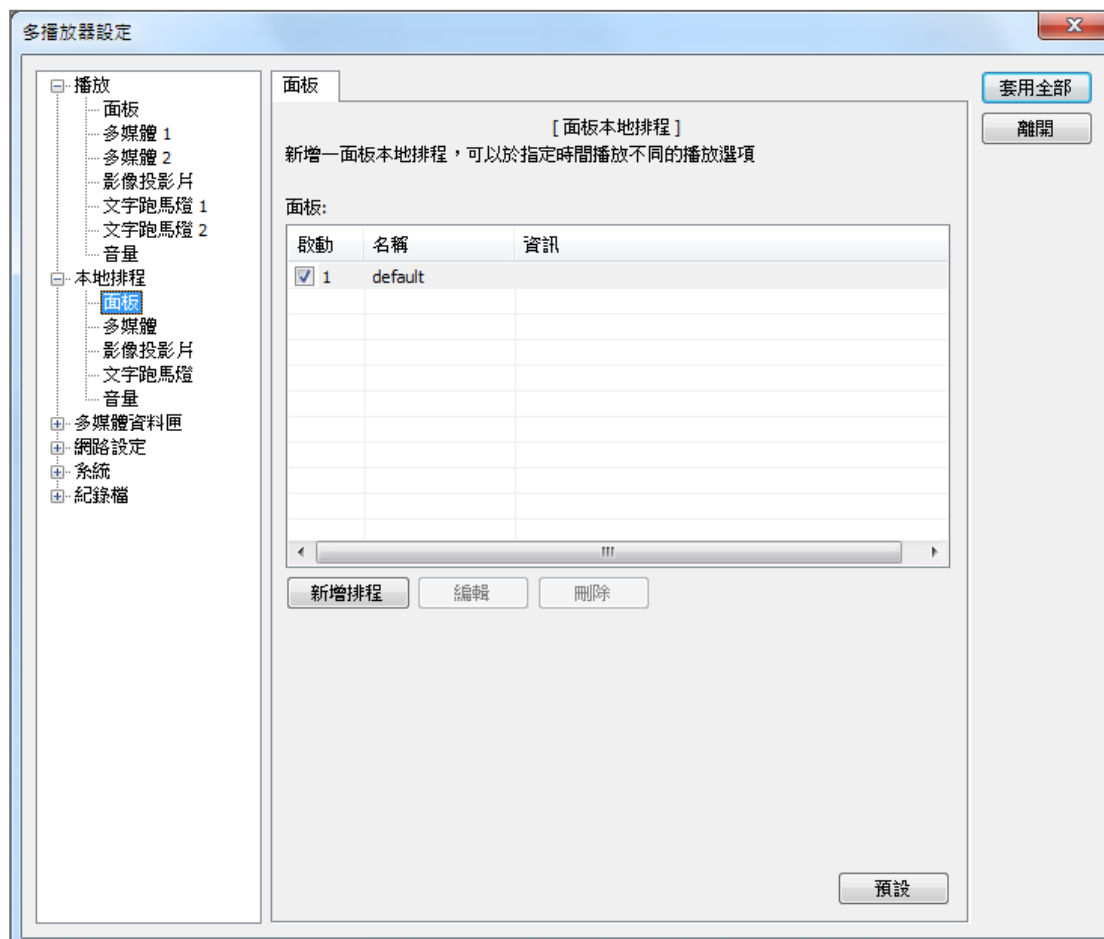 多播放器設定
播放
面板
多媒體 1
多媒體 2
影像投影片
文字跑馬燈 1
文字跑馬燈 2
音量
本地排程
面板
多媒體
影像投影片
文字跑馬燈
音量
多媒體資料匣
網路設定
系統
紀錄檔
面板
[ 面板本地排程 ]
新增一面板本地排程，可以於指定時間播放不同的播放選項
面板:
啟動 名稱 資訊
1 default
新增排程 編輯 刪除
預設
套用全部
離開